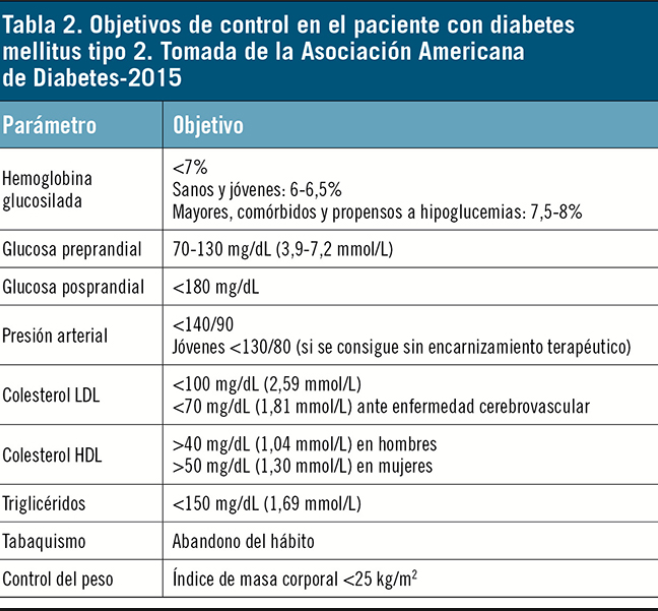 Tabla 2. Objetivos de control en el paciente con diabetes
mellitus tipo 2. Tomada de la Asociación Americana
de Diabetes-2015
Parámetro Objetivo
Hemoglobina
glucosilada
<7%
Sanos y jóvenes: 6-6,5%
Mayores, comórbidos y propensos a hipoglucemias: 7,5-8%
Glucosa preprandial 70-130 mg/dL (3,9-7,2 mmol/L)
Glucosa posprandial <180 mg/dL
Presión arterial
<140/90
Jóvenes <130/80 (si se consigue sin encarnizamiento terapéutico)
Colesterol LDL
<100 mg/dL (2,59 mmol/L)
<70 mg/dL (1,81 mmol/L) ante enfermedad cerebrovascular
Colesterol HDL
>40 mg/dL (1,04 mmol/L) en hombres
>50 mg/dL (1,30 mmol/L) en mujeres
Triglicéridos <150 mg/dL (1,69 mmol/L)
Tabaquismo Abandono del hábito
Control del peso Índice de masa corporal <25 kg/m²